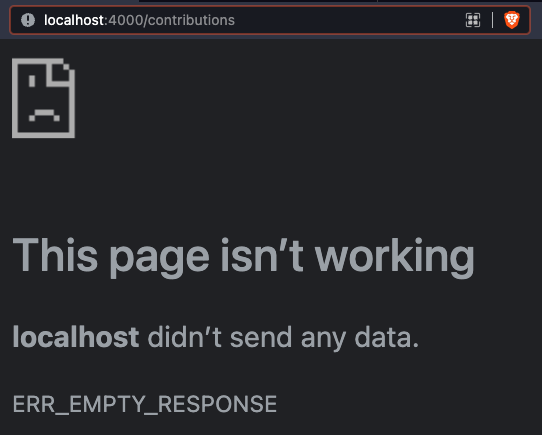 localhost:4000/contributions
This page isn’t working
localhost didn’t send any data.
ERR_EMPTY_RESPONSE